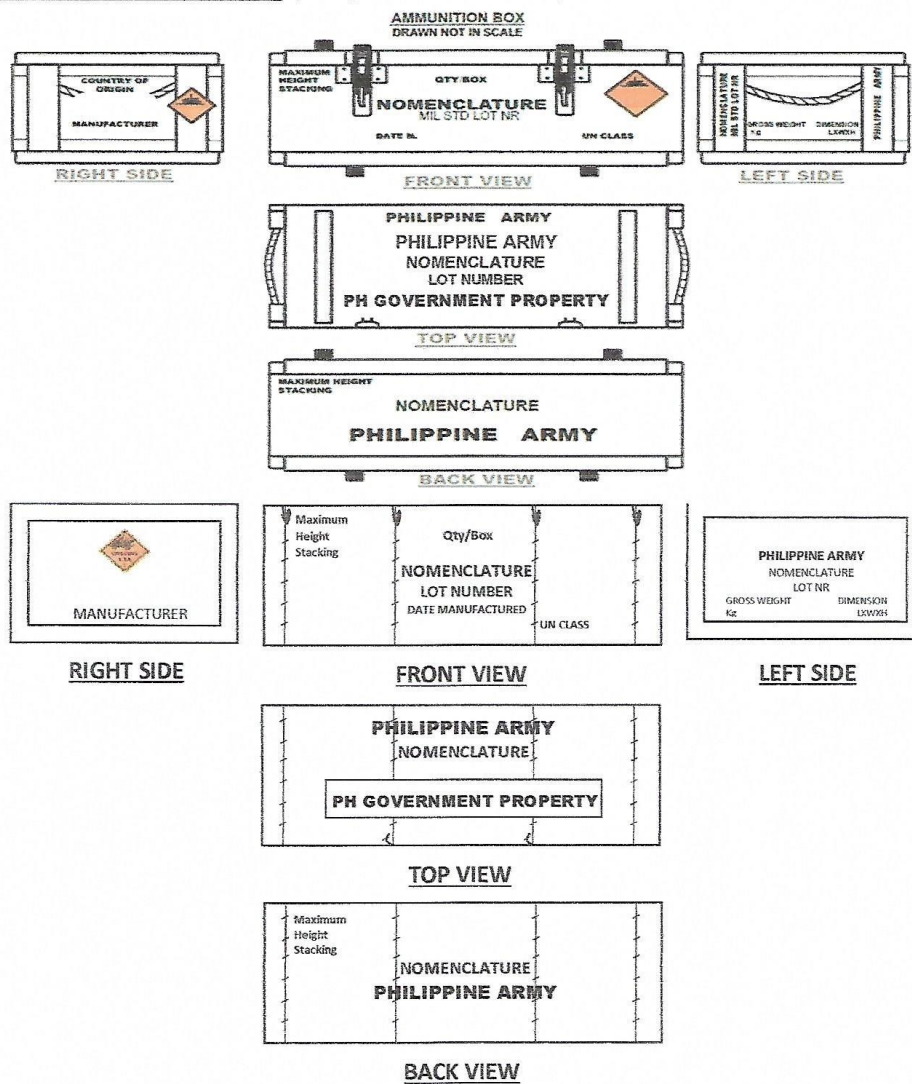 AMMUNITION BOX
DRAWN NOT IN SCALE
COUNTRY OF
ORIGIN
MANUFACTURER
RIGHT SIDE
MAXIMUM
HEIGHT
STACKING
QTY/BOX
NOMENCLATURE
MIL STD LOT NR
DATE M.
UN CLASS
FRONT VIEW
NOMENCLATURE
MIL STD LOT NR
GROSS WEIGHT
Kg
DIMENSION
LXWXH
PHILIPPINE ARMY
LEFT SIDE
PHILIPPINE ARMY
PHILIPPINE ARMY
NOMENCLATURE
LOT NUMBER
PH GOVERNMENT PROPERTY
TOP VIEW
MAXIMUM HEIGHT
STACKING
NOMENCLATURE
PHILIPPINE ARMY
BACK VIEW
MANUFACTURER
RIGHT SIDE
Maximum
Height
Stacking
Qty/Box
NOMENCLATURE
LOT NUMBER
DATE MANUFACTURED
UN CLASS
FRONT VIEW
PHILIPPINE ARMY
NOMENCLATURE
LOT NR
GROSS WEIGHT DIMENSION
Kg LXWXH
LEFT SIDE
PHILIPPINE ARMY
NOMENCLATURE
PH GOVERNMENT PROPERTY
TOP VIEW
Maximum
Height
Stacking
NOMENCLATURE
PHILIPPINE ARMY
BACK VIEW